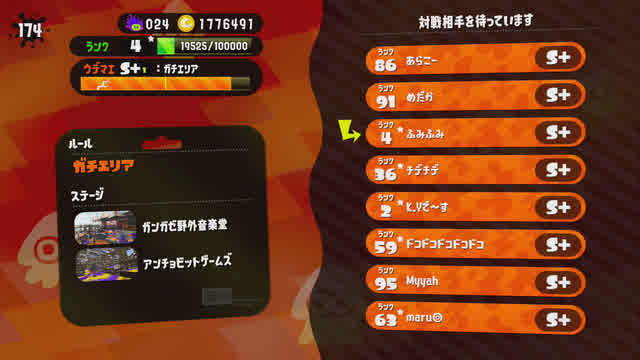 174
024 1776491
ランク 4★ 19525/100000
ウデマエ S+1 : ガチエリア
ルール
ガチエリア
ステージ
ガンガゼ野外音楽堂
アンチョビットゲームズ
対戦相手を待っています
ランク 86 あらこー S+
ランク 91 めだか S+
ランク 4★ ふみふみ S+
ランク 36★ チデチデ S+
ランク 2★ K.Yざ〜す S+
ランク 59★ ドコドコドコドコドコ S+
ランク 95 Myyah S+
ランク 63★ maru☺ S+